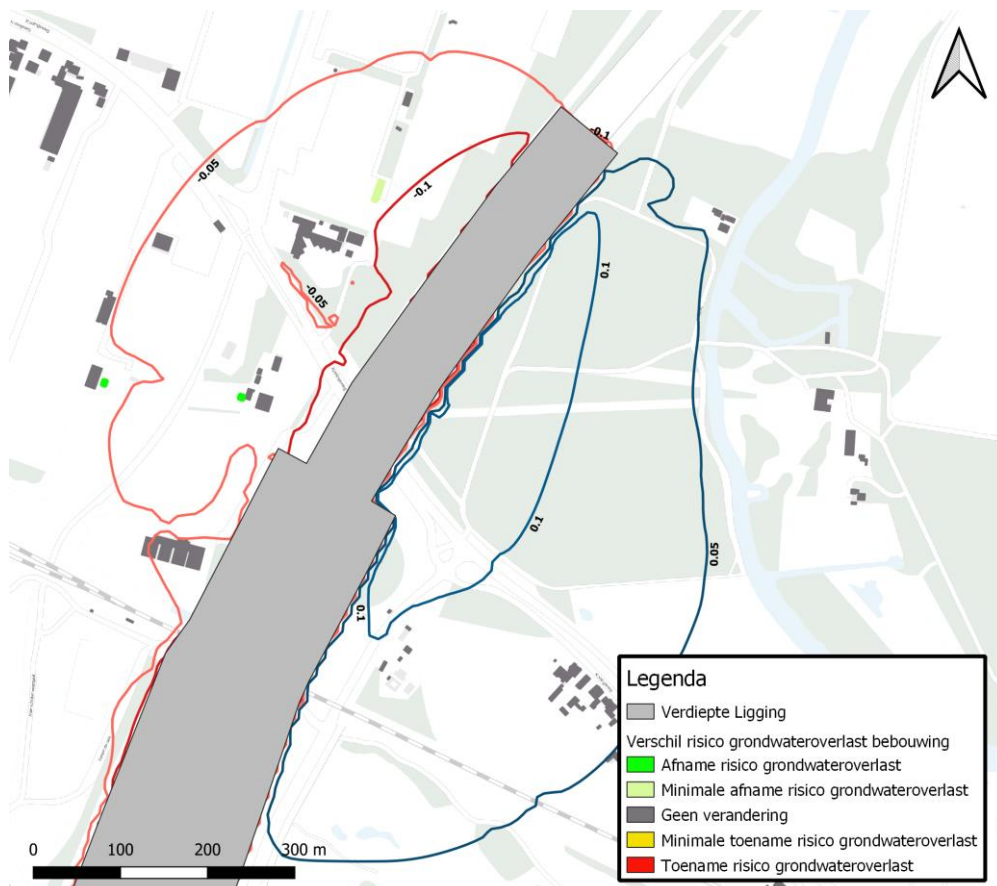 -0.1
-0.05
-0.1
0.1
-0.05
0.1
0.05
0.1
Legenda
Verdiepte Ligging
Verschil risico grondwateroverlast bebouwing
Afname risico grondwateroverlast
Minimale afname risico grondwateroverlast
Geen verandering
Minimale toename risico grondwateroverlast
Toename risico grondwateroverlast
0 100 200 300 m